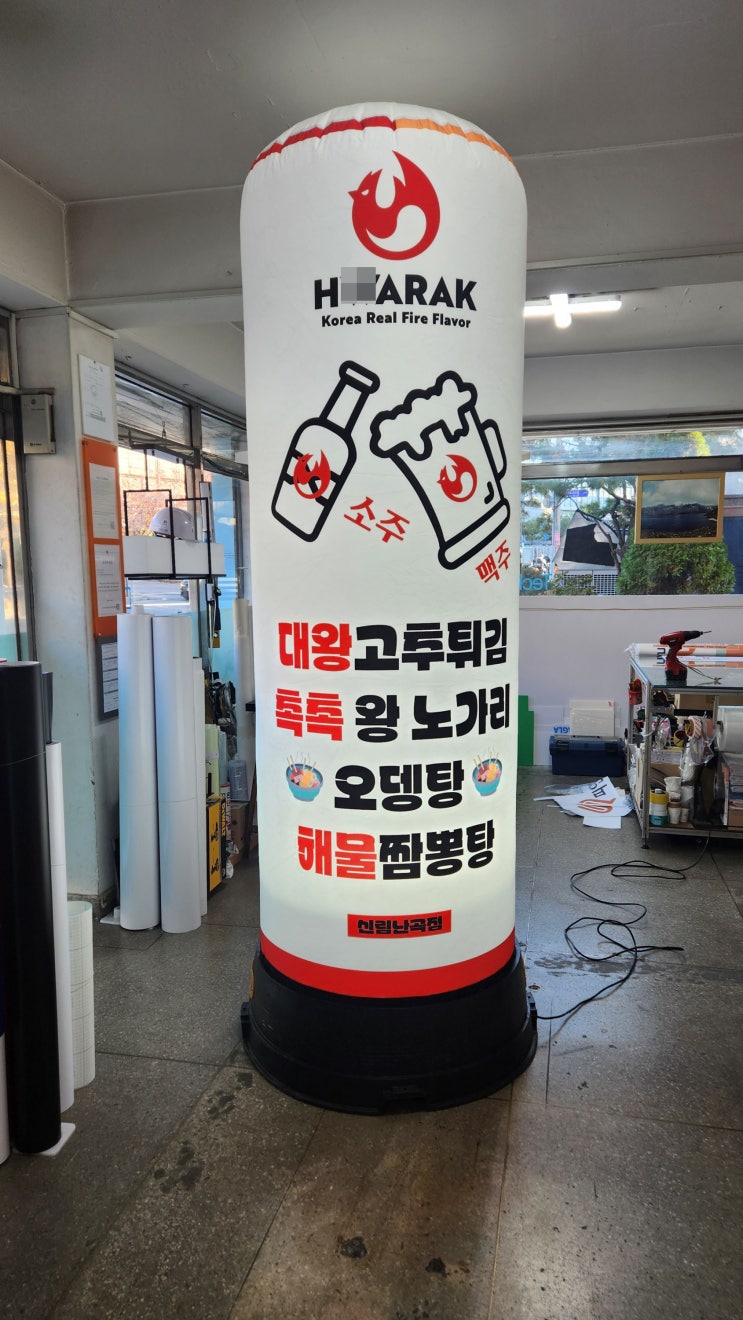 Korea Real Fire Flavor
소주
맥주
대왕고추튀김
촉촉 왕 노가리
오뎅탕
해물짬뽕탕
신림난곡점